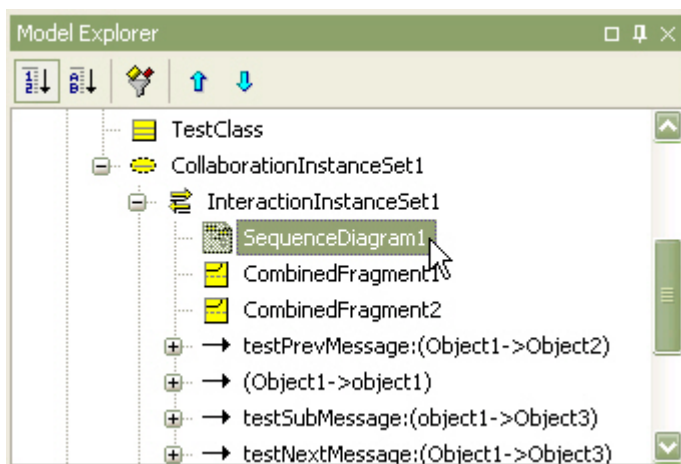 Model Explorer
TestClass
CollaborationInstanceSet1
InteractionInstanceSet1
SequenceDiagram1
CombinedFragment1
CombinedFragment2
testPrevMessage:(Object1->Object2)
(Object1->object1)
testSubMessage:(object1->Object3)
testNextMessage:(Object1->Object3)